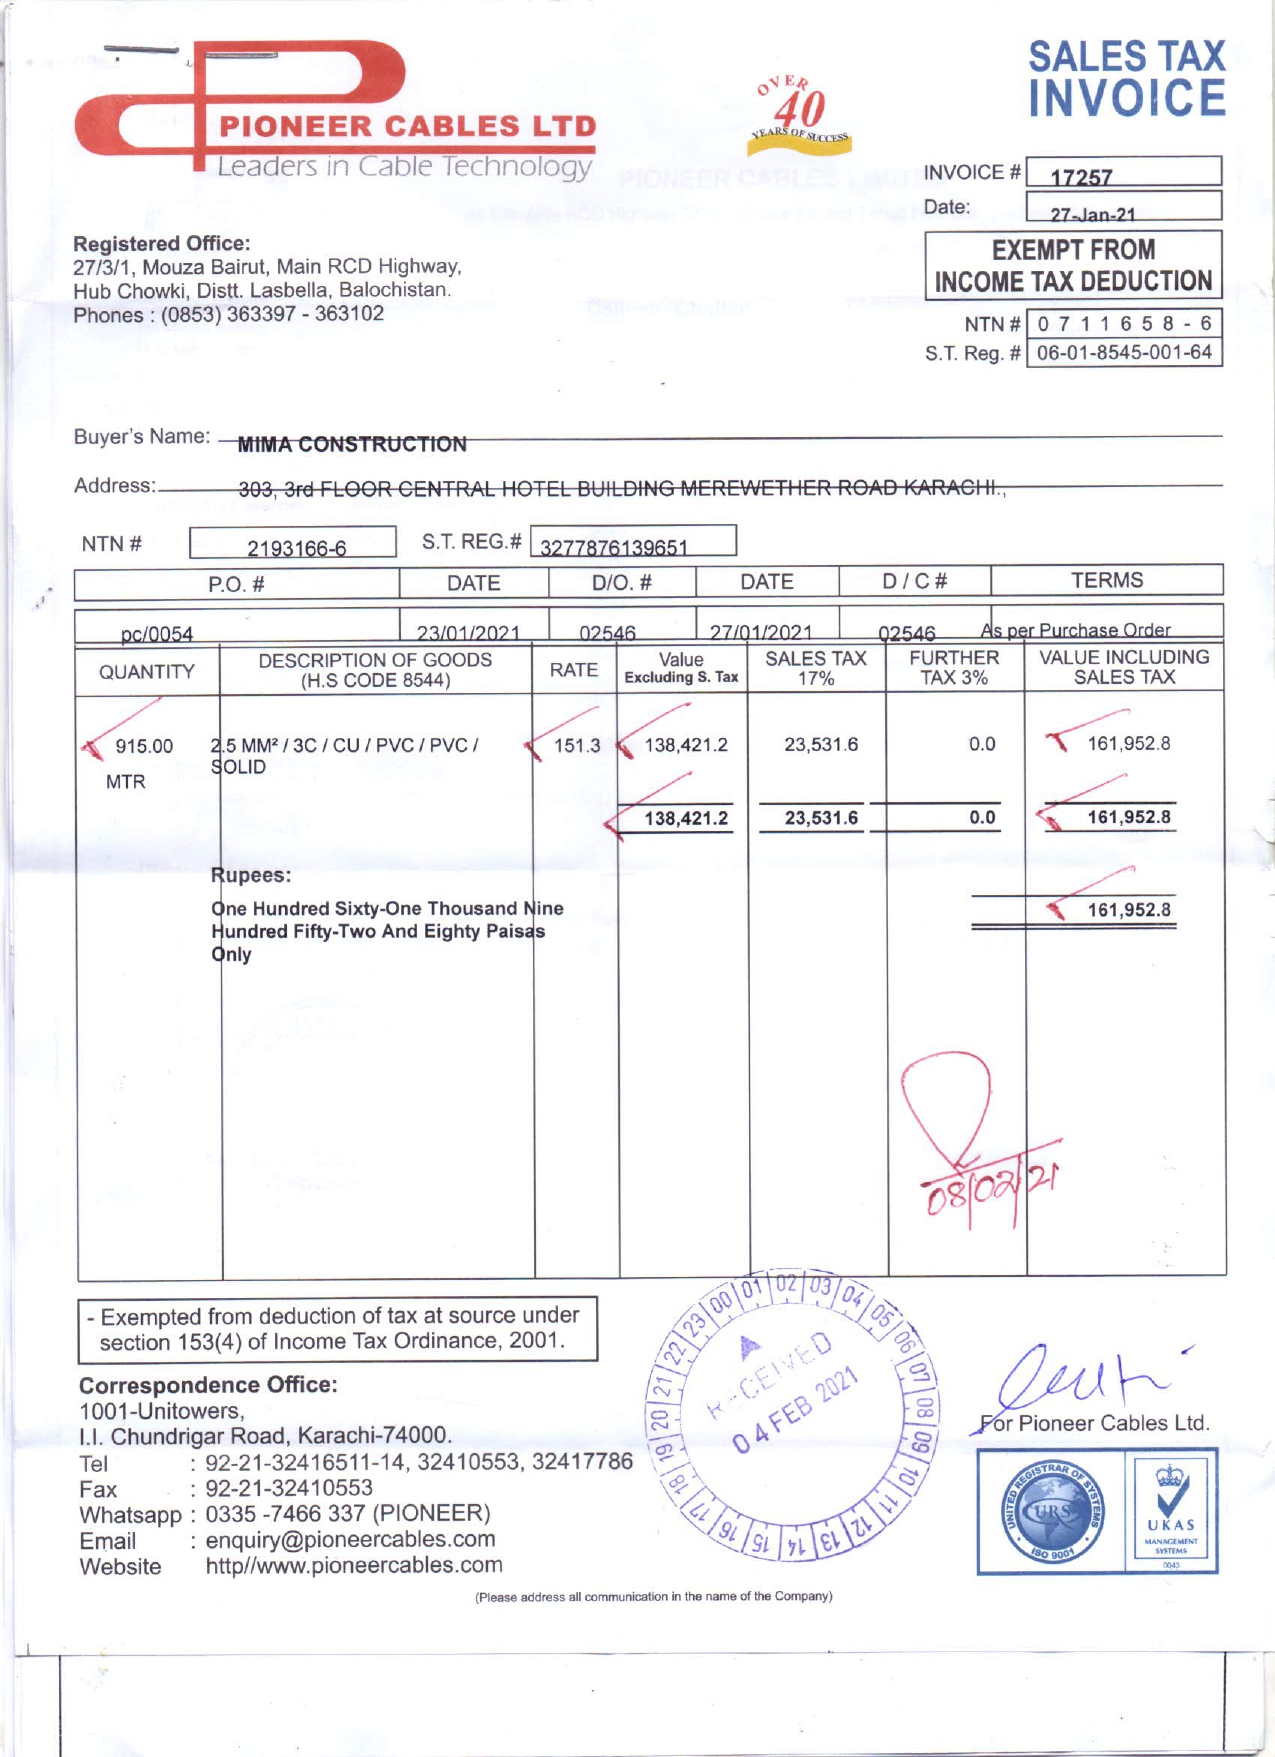 SALES TAX
INVOICE
OVER
40
YEARS OF SUCCESS
PIONEER CABLES LTD
Leaders in Cable Technology
INVOICE # 17257
Date: 27-Jan-21
EXEMPT FROM
INCOME TAX DEDUCTION
NTN # 0 7 1 1 6 5 8 - 6
S.T. Reg. # 06-01-8545-001-64
Registered Office:
27/3/1, Mouza Bairut, Main RCD Highway,
Hub Chowki, Distt. Lasbella, Balochistan.
Phones : (0853) 363397 - 363102
Buyer's Name: MIMA CONSTRUCTION
Address: 303, 3rd FLOOR CENTRAL HOTEL BUILDING MEREWETHER ROAD KARACHI.,
NTN # 2193166-6 S.T. REG.# 3277876139651
P.O. # DATE D/O. # DATE D / C # TERMS
pc/0054 23/01/2021 02546 27/01/2021 02546 As per Purchase Order
QUANTITY DESCRIPTION OF GOODS (H.S CODE 8544) RATE Value Excluding S. Tax SALES TAX 17% FURTHER TAX 3% VALUE INCLUDING SALES TAX
915.00 2.5 MM² / 3C / CU / PVC / PVC / 151.3 138,421.2 23,531.6 0.0 161,952.8
MTR SOLID
138,421.2 23,531.6 0.0 161,952.8
Rupees:
One Hundred Sixty-One Thousand Nine 161,952.8
Hundred Fifty-Two And Eighty Paisas
Only
08/02/21
- Exempted from deduction of tax at source under
section 153(4) of Income Tax Ordinance, 2001.
Correspondence Office:
1001-Unitowers,
I.I. Chundrigar Road, Karachi-74000.
Tel : 92-21-32416511-14, 32410553, 32417786
Fax : 92-21-32410553
Whatsapp : 0335 -7466 337 (PIONEER)
Email : enquiry@pioneercables.com
Website http//www.pioneercables.com
00 01 02 03 04 05 06 07 08 09 10 11 12 13 14 15 16 17 18 19 20 21 22 23
RECEIVED
04 FEB 2021
For Pioneer Cables Ltd.
UNITED REGISTRAR OF SYSTEMS
URS
ISO 9001
UKAS
MANAGEMENT
SYSTEMS
0043
(Please address all communication in the name of the Company)